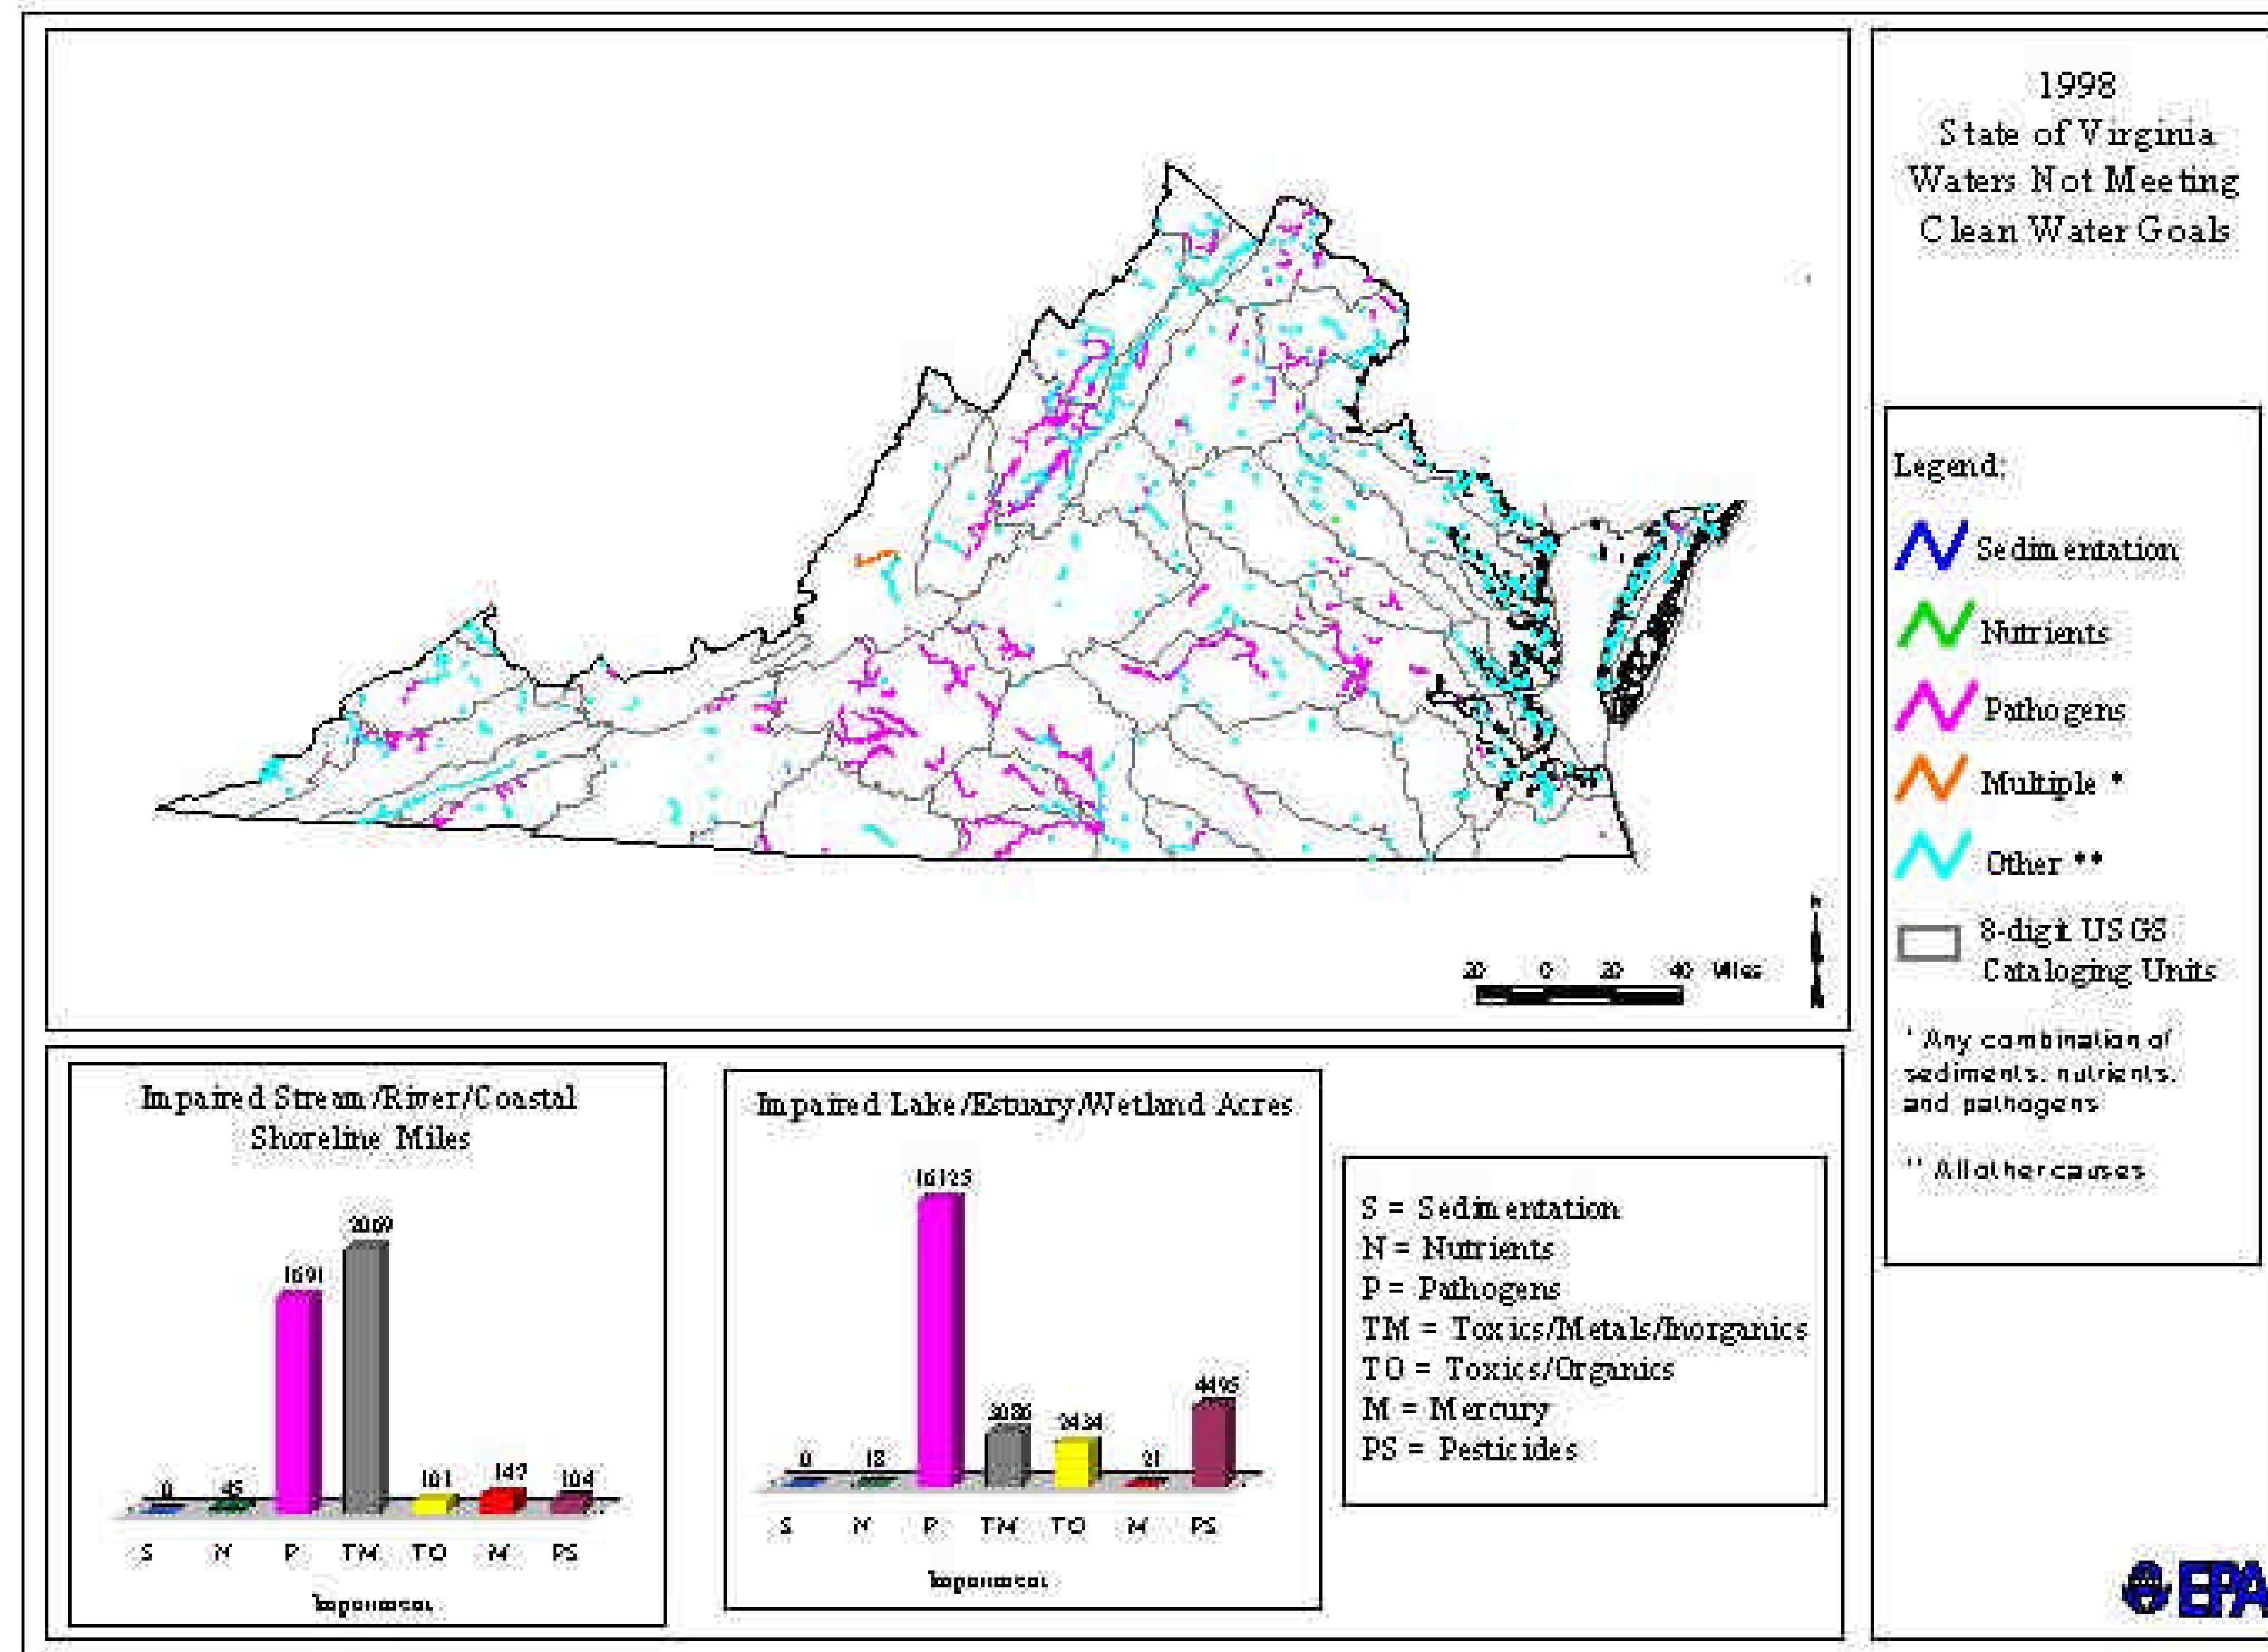 1998
State of Virginia
Waters Not Meeting
Clean Water Goals
Legend:
Sedimentation
Nutrients
Pathogens
Multiple *
Other **
8-digit USGS
Cataloging Units
* Any combination of
sediments, nutrients,
and pathogens
** All other causes
20 0 20 40 Miles
Impaired Stream/River/Coastal
Shoreline Miles
1691
2069
0
45
101
104
S N P TM TO M PS
Impairment
Impaired Lake/Estuary/Wetland Acres
16125
4495
3086
2434
0
21
S N P TM TO M PS
Impairment
S = Sedimentation
N = Nutrients
P = Pathogens
TM = Toxics/Metals/Inorganics
TO = Toxics/Organics
M = Mercury
PS = Pesticides
EPA